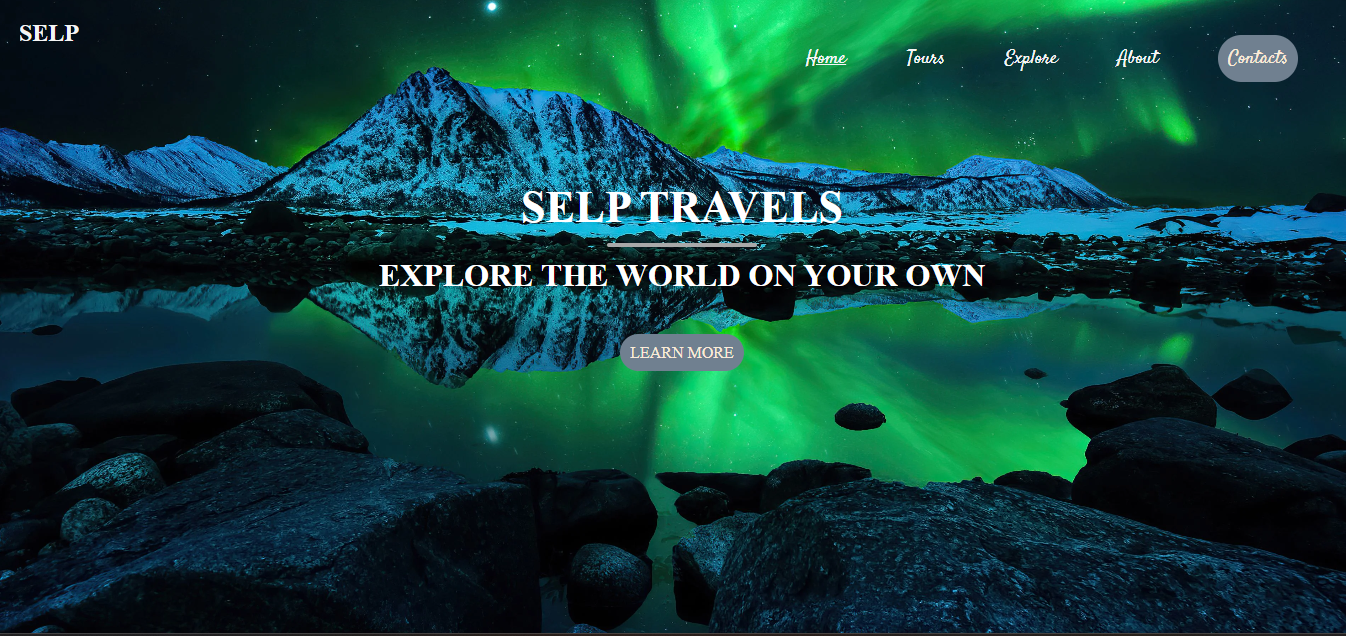 SELP
Home Tours Explore About Contacts
SELP TRAVELS
EXPLORE THE WORLD ON YOUR OWN
LEARN MORE